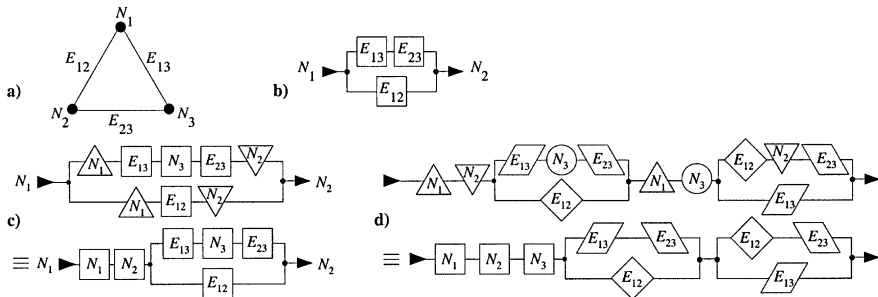 N₁
E₁₂ E₁₃
a)
N₂ N₃
E₂₃
b)
E₁₃ E₂₃
N₁ N₂
E₁₂
N₁ E₁₃ N₃ E₂₃ N₂
N₁ N₂
N₁ E₁₂ N₂
c)
E₁₃ N₃ E₂₃
≡ N₁ N₁ N₂ N₂
E₁₂
E₁₃ N₃ E₂₃ E₁₂ N₂ E₂₃
N₁ N₂ N₁ N₃
E₁₂ E₁₃
d)
E₁₃ E₂₃ E₁₂ E₂₃
≡ N₁ N₂ N₃
E₁₂ E₁₃